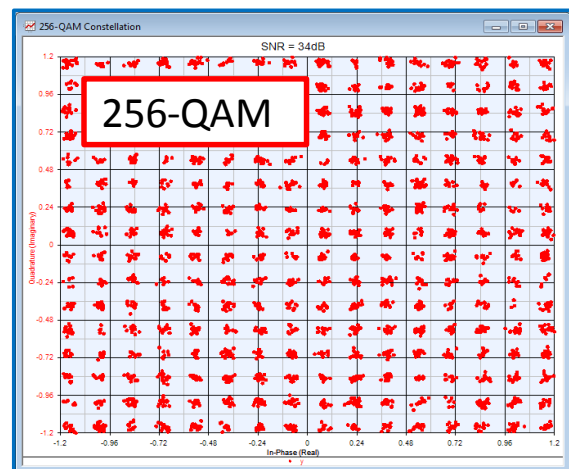 256-QAM Constellation
SNR = 34dB
256-QAM
1.2
0.96
0.72
0.48
0.24
0
-0.24
-0.48
-0.72
-0.96
-1.2
Quadrature (Imaginary)
-1.2 -0.96 -0.72 -0.48 -0.24 0 0.24 0.48 0.72 0.96 1.2
In-Phase (Real)
y